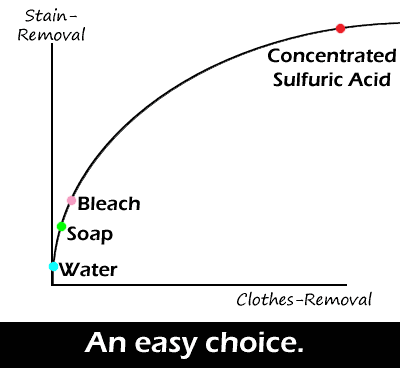 Stain-
Removal
Concentrated
Sulfuric Acid
Bleach
Soap
Water
Clothes-Removal
An easy choice.